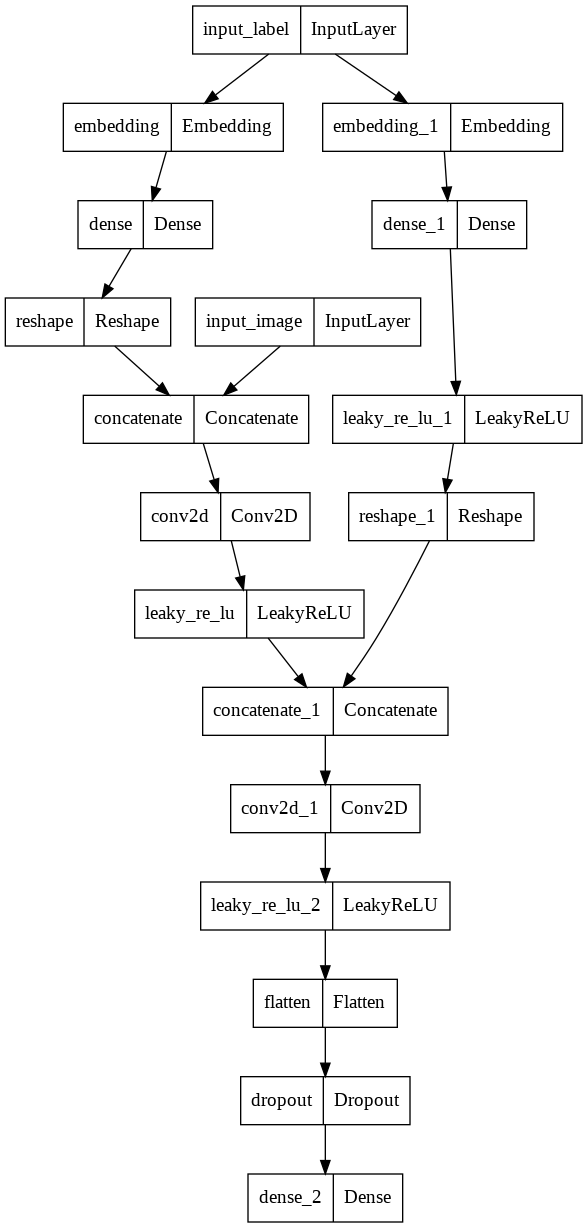 input_label InputLayer
embedding Embedding embedding_1 Embedding
dense Dense dense_1 Dense
reshape Reshape input_image InputLayer
concatenate Concatenate leaky_re_lu_1 LeakyReLU
conv2d Conv2D reshape_1 Reshape
leaky_re_lu LeakyReLU
concatenate_1 Concatenate
conv2d_1 Conv2D
leaky_re_lu_2 LeakyReLU
flatten Flatten
dropout Dropout
dense_2 Dense